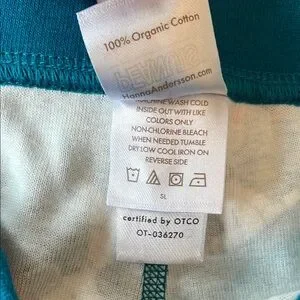 100% Organic Cotton
HannaAndersson.com
MACHINE WASH COLD
INSIDE OUT WITH LIKE
COLORS ONLY
NON-CHLORINE BLEACH
WHEN NEEDED TUMBLE
DRY LOW COOL IRON ON
REVERSE SIDE
SL
certified by OTCO
OT-036270